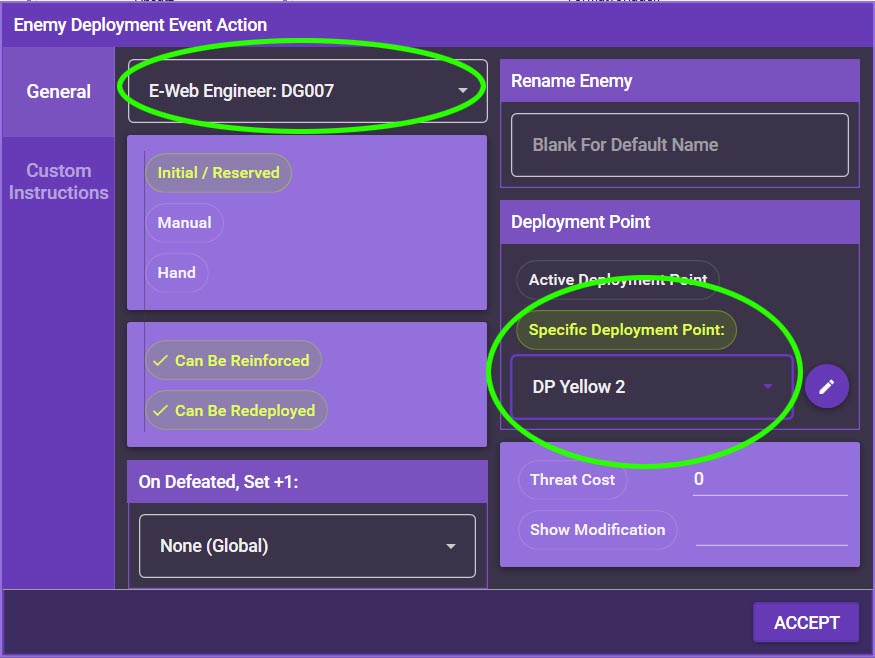 Enemy Deployment Event Action
General
Custom
Instructions
E-Web Engineer: DG007
Initial / Reserved
Manual
Hand
Can Be Reinforced
Can Be Redeployed
On Defeated, Set +1:
None (Global)
Rename Enemy
Blank For Default Name
Deployment Point
Active Deployment Point
Specific Deployment Point:
DP Yellow 2
Threat Cost
0
Show Modification
ACCEPT